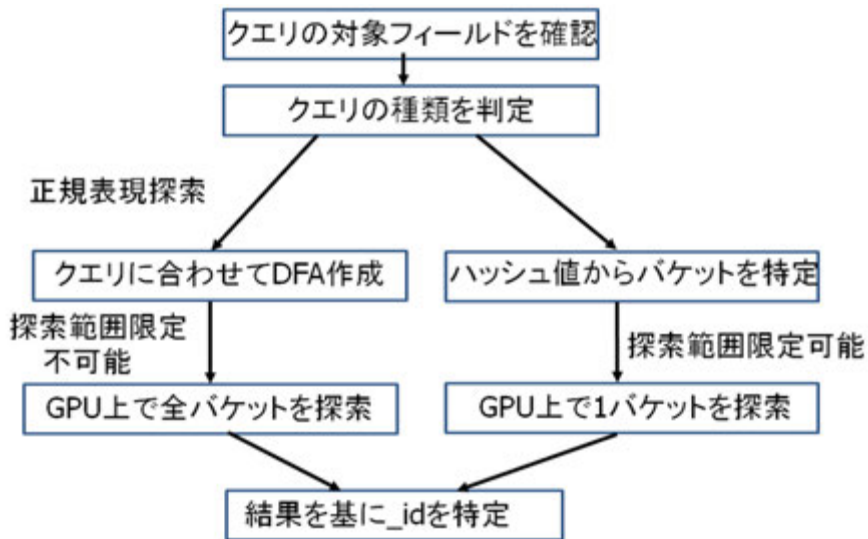 クエリの対象フィールドを確認
クエリの種類を判定
正規表現探索
クエリに合わせてDFA作成
ハッシュ値からバケットを特定
探索範囲限定
不可能
探索範囲限定可能
GPU上で全バケットを探索
GPU上で1バケットを探索
結果を基に_idを特定